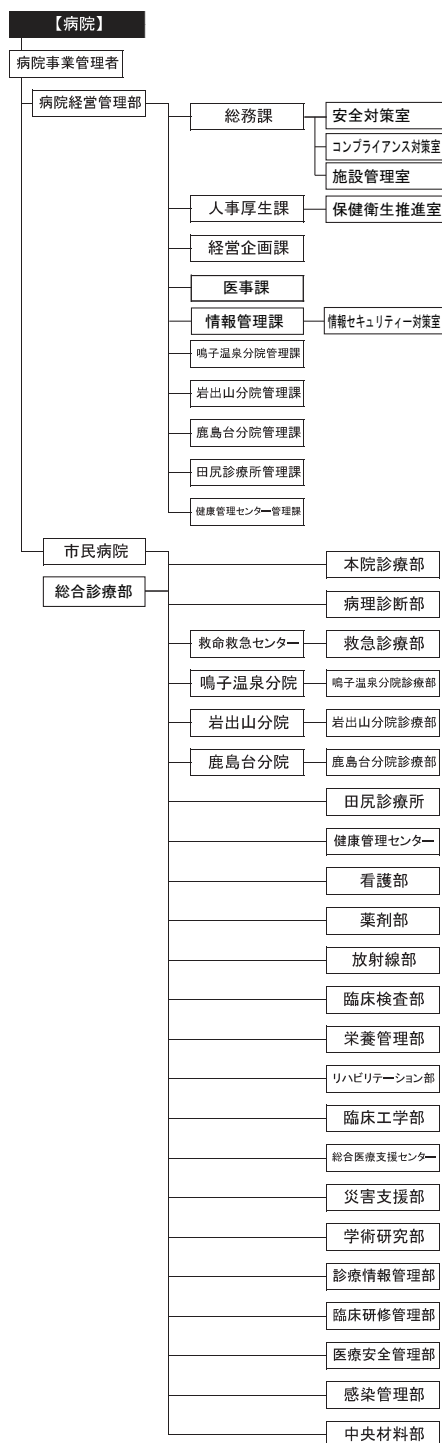 【病院】
病院事業管理者
病院経営管理部
総務課
安全対策室
コンプライアンス対策室
施設管理室
人事厚生課
保健衛生推進室
経営企画課
医事課
情報管理課
情報セキュリティー対策室
鳴子温泉分院管理課
岩出山分院管理課
鹿島台分院管理課
田尻診療所管理課
健康管理センター管理課
市民病院
総合診療部
本院診療部
病理診断部
救命救急センター
救急診療部
鳴子温泉分院
鳴子温泉分院診療部
岩出山分院
岩出山分院診療部
鹿島台分院
鹿島台分院診療部
田尻診療所
健康管理センター
看護部
薬剤部
放射線部
臨床検査部
栄養管理部
リハビリテーション部
臨床工学部
総合医療支援センター
災害支援部
学術研究部
診療情報管理部
臨床研修管理部
医療安全管理部
感染管理部
中央材料部